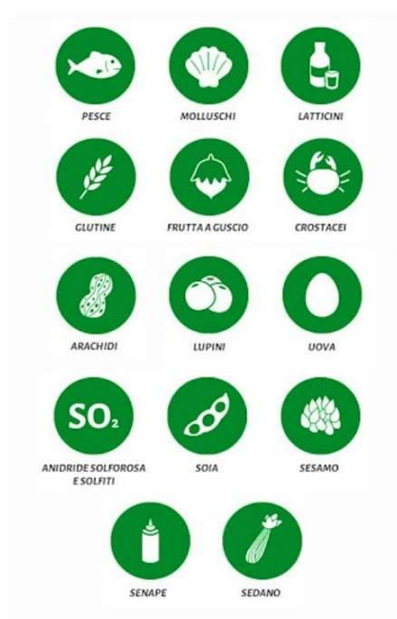 PESCE
MOLLUSCHI
LATTICINI
GLUTINE
FRUTTA A GUSCIO
CROSTACEI
ARACHIDI
LUPINI
UOVA
SO₂
ANIDRIDE SOLFOROSA
E SOLFITI
SOIA
SESAMO
SENAPE
SEDANO